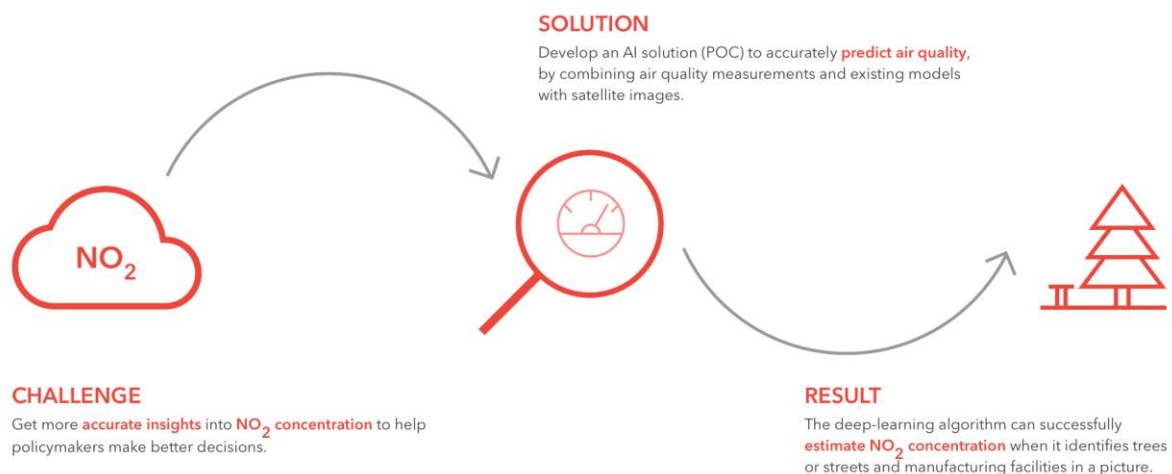 SOLUTION
Develop an AI solution (POC) to accurately predict air quality,
by combining air quality measurements and existing models
with satellite images.
NO₂
CHALLENGE
Get more accurate insights into NO₂ concentration to help
policymakers make better decisions.
RESULT
The deep-learning algorithm can successfully
estimate NO₂ concentration when it identifies trees
or streets and manufacturing facilities in a picture.